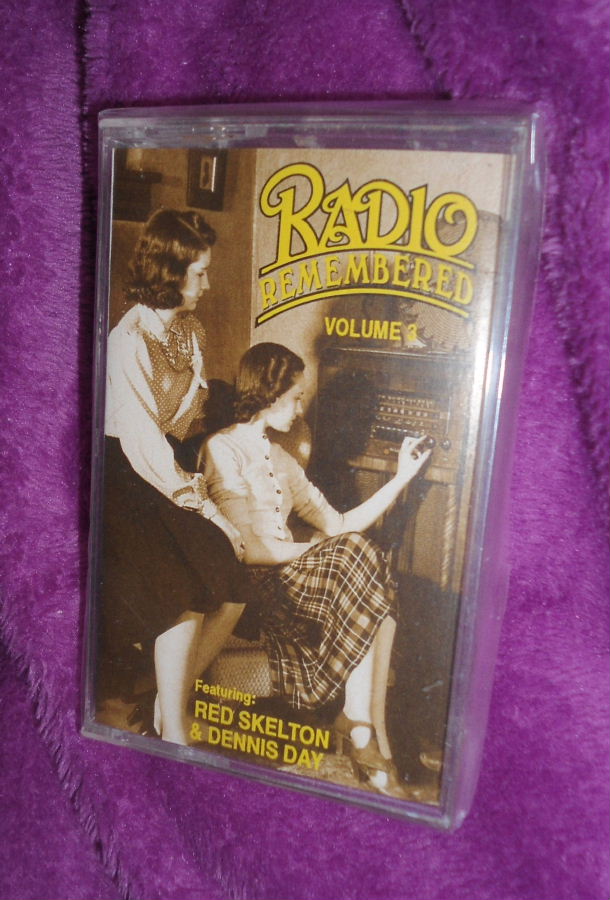 RADIO
REMEMBERED
VOLUME 3
Featuring:
RED SKELTON
& DENNIS DAY